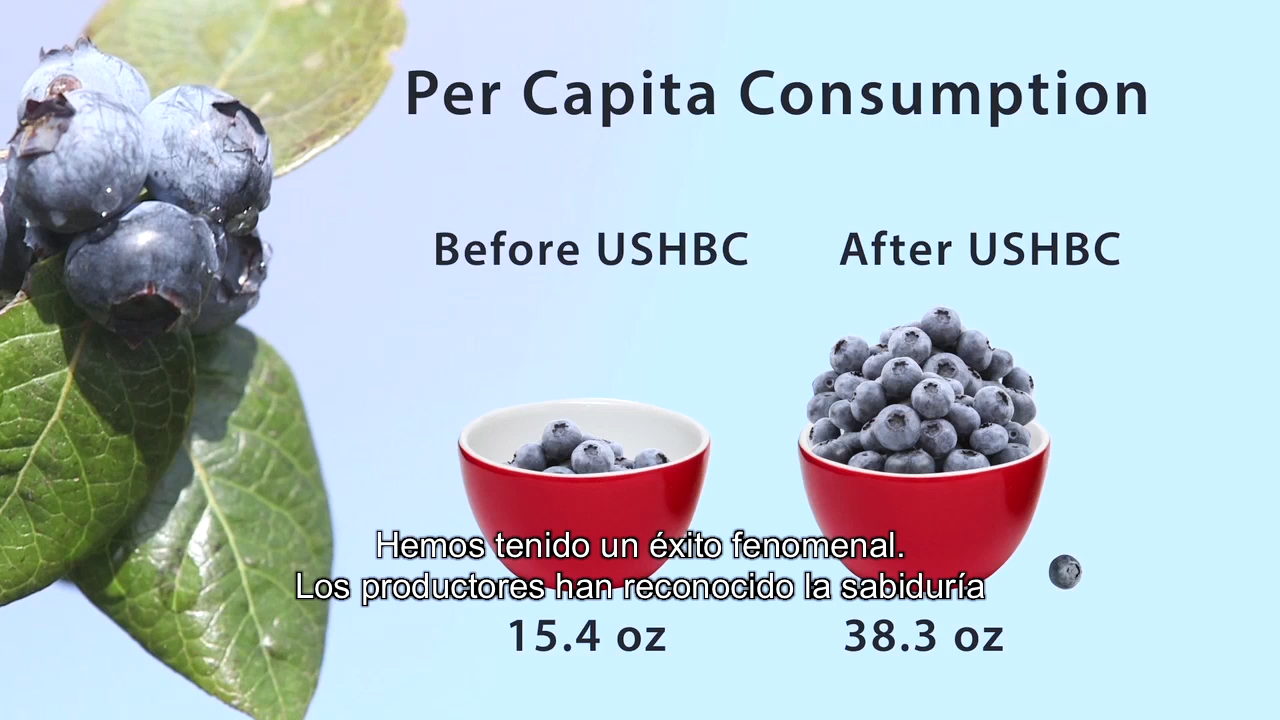 Per Capita Consumption
Before USHBC
After USHBC
Hemos tenido un éxito fenomenal.
Los productores han reconocido la sabiduría
15.4 oz
38.3 oz